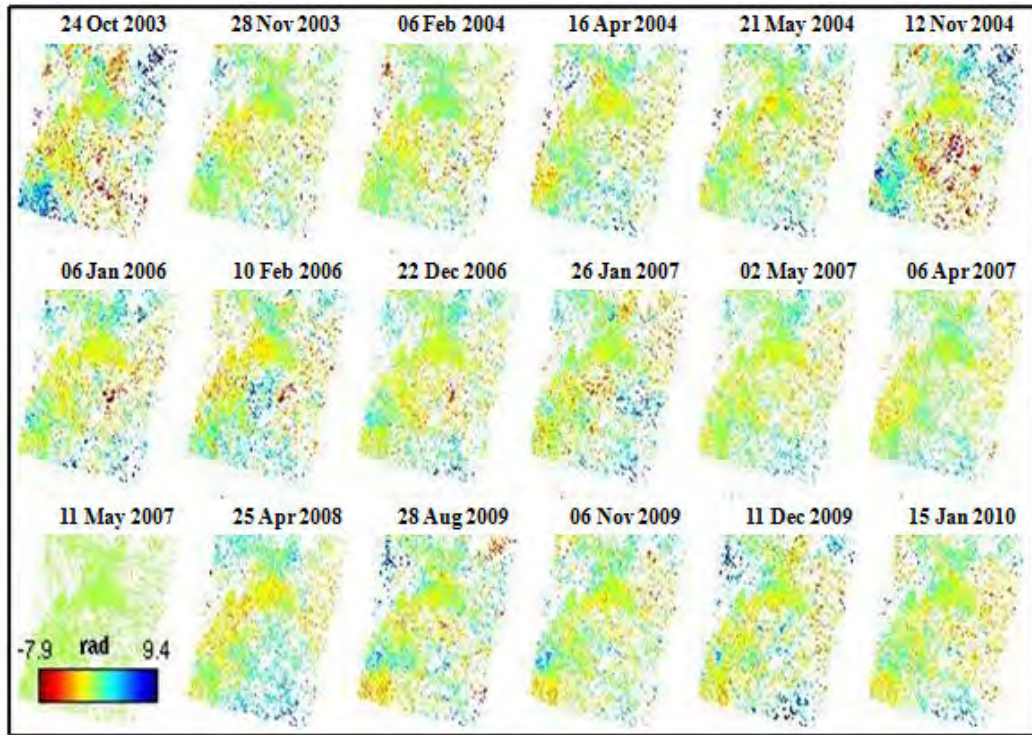 24 Oct 2003 28 Nov 2003 06 Feb 2004 16 Apr 2004 21 May 2004 12 Nov 2004
06 Jan 2006 10 Feb 2006 22 Dec 2006 26 Jan 2007 02 May 2007 06 Apr 2007
11 May 2007 25 Apr 2008 28 Aug 2009 06 Nov 2009 11 Dec 2009 15 Jan 2010
-7.9 rad 9.4